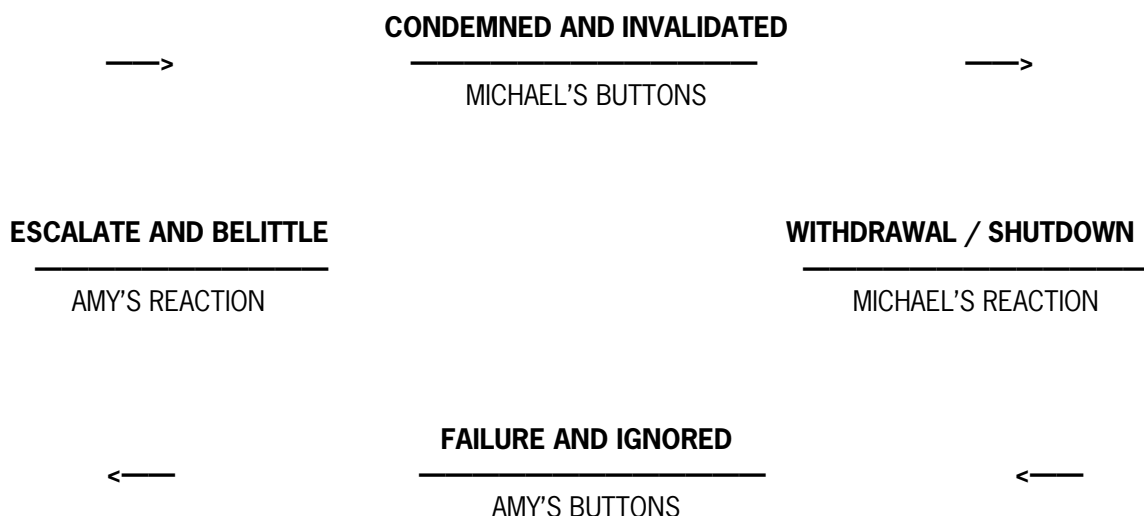 CONDEMNED AND INVALIDATED
——> ————————————— ——>
MICHAEL'S BUTTONS
ESCALATE AND BELITTLE WITHDRAWAL / SHUTDOWN
AMY'S REACTION MICHAEL'S REACTION
FAILURE AND IGNORED
<—— ————————————— <——
AMY'S BUTTONS